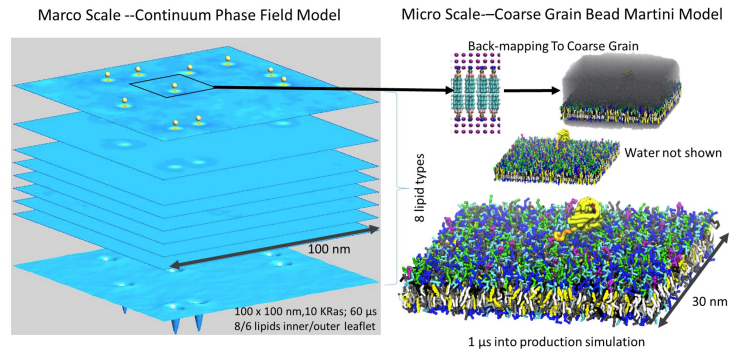 Marco Scale --Continuum Phase Field Model
Micro Scale---Coarse Grain Bead Martini Model
Back-mapping To Coarse Grain
Water not shown
8 lipid types
100 nm
100 x 100 nm,10 KRas; 60 µs
8/6 lipids inner/outer leaflet
30 nm
1 µs into production simulation